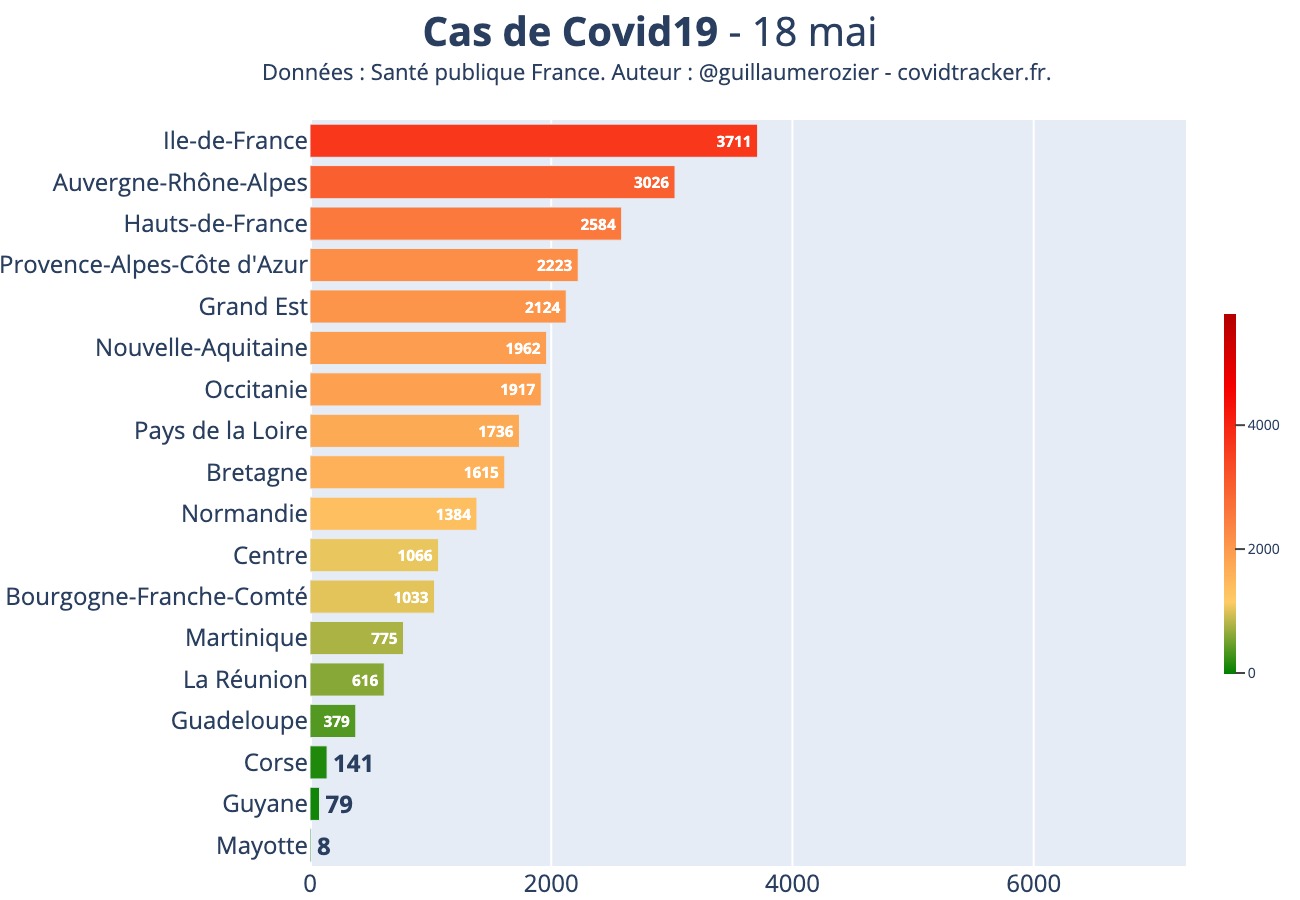 Cas de Covid19 - 18 mai
Données : Santé publique France. Auteur : @guillaumerozier - covidtracker.fr.
Ile-de-France 3711
Auvergne-Rhône-Alpes 3026
Hauts-de-France 2584
Provence-Alpes-Côte d'Azur 2223
Grand Est 2124
Nouvelle-Aquitaine 1962
Occitanie 1917
Pays de la Loire 1736
Bretagne 1615
Normandie 1384
Centre 1066
Bourgogne-Franche-Comté 1033
Martinique 775
La Réunion 616
Guadeloupe 379
Corse 141
Guyane 79
Mayotte 8
0 2000 4000 6000
4000
2000
0